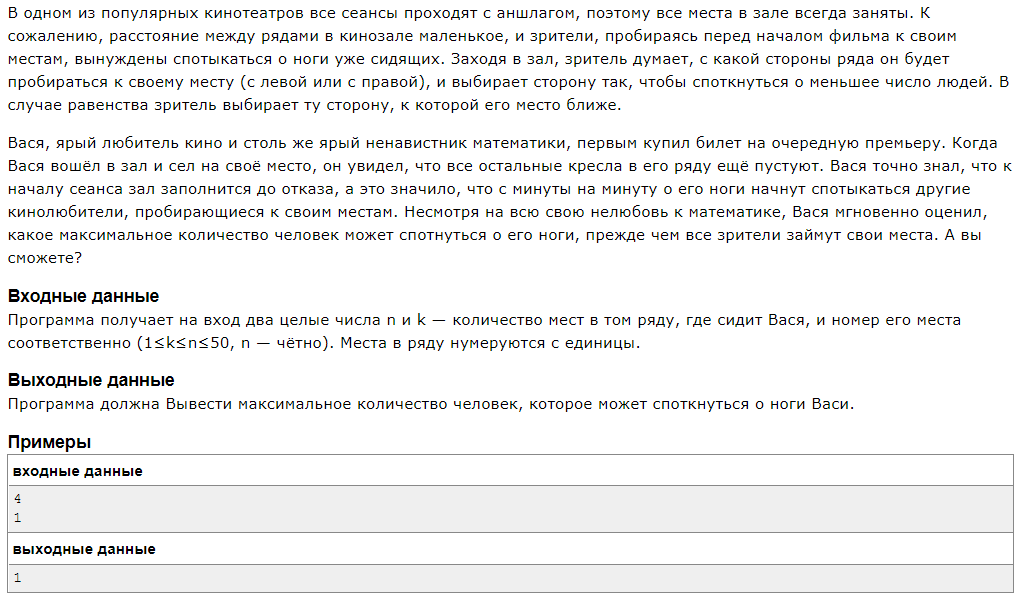 В одном из популярных кинотеатров все сеансы проходят с аншлагом, поэтому все места в зале всегда заняты. К
сожалению, расстояние между рядами в кинозале маленькое, и зрители, пробираясь перед началом фильма к своим
местам, вынуждены спотыкаться о ноги уже сидящих. Заходя в зал, зритель думает, с какой стороны ряда он будет
пробираться к своему месту (с левой или с правой), и выбирает сторону так, чтобы споткнуться о меньшее число людей. В
случае равенства зритель выбирает ту сторону, к которой его место ближе.
Вася, ярый любитель кино и столь же ярый ненавистник математики, первым купил билет на очередную премьеру. Когда
Вася вошёл в зал и сел на своё место, он увидел, что все остальные кресла в его ряду ещё пустуют. Вася точно знал, что к
началу сеанса зал заполнится до отказа, а это значило, что с минуты на минуту о его ноги начнут спотыкаться другие
кинолюбители, пробирающиеся к своим местам. Несмотря на всю свою нелюбовь к математике, Вася мгновенно оценил,
какое максимальное количество человек может спотнуться о его ноги, прежде чем все зрители займут свои места. А вы
сможете?
Входные данные
Программа получает на вход два целые числа n и k — количество мест в том ряду, где сидит Вася, и номер его места
соответственно (1≤k≤n≤50, n — чётно). Места в ряду нумеруются с единицы.
Выходные данные
Программа должна Вывести максимальное количество человек, которое может споткнуться о ноги Васи.
Примеры
входные данные
4
1
выходные данные
1